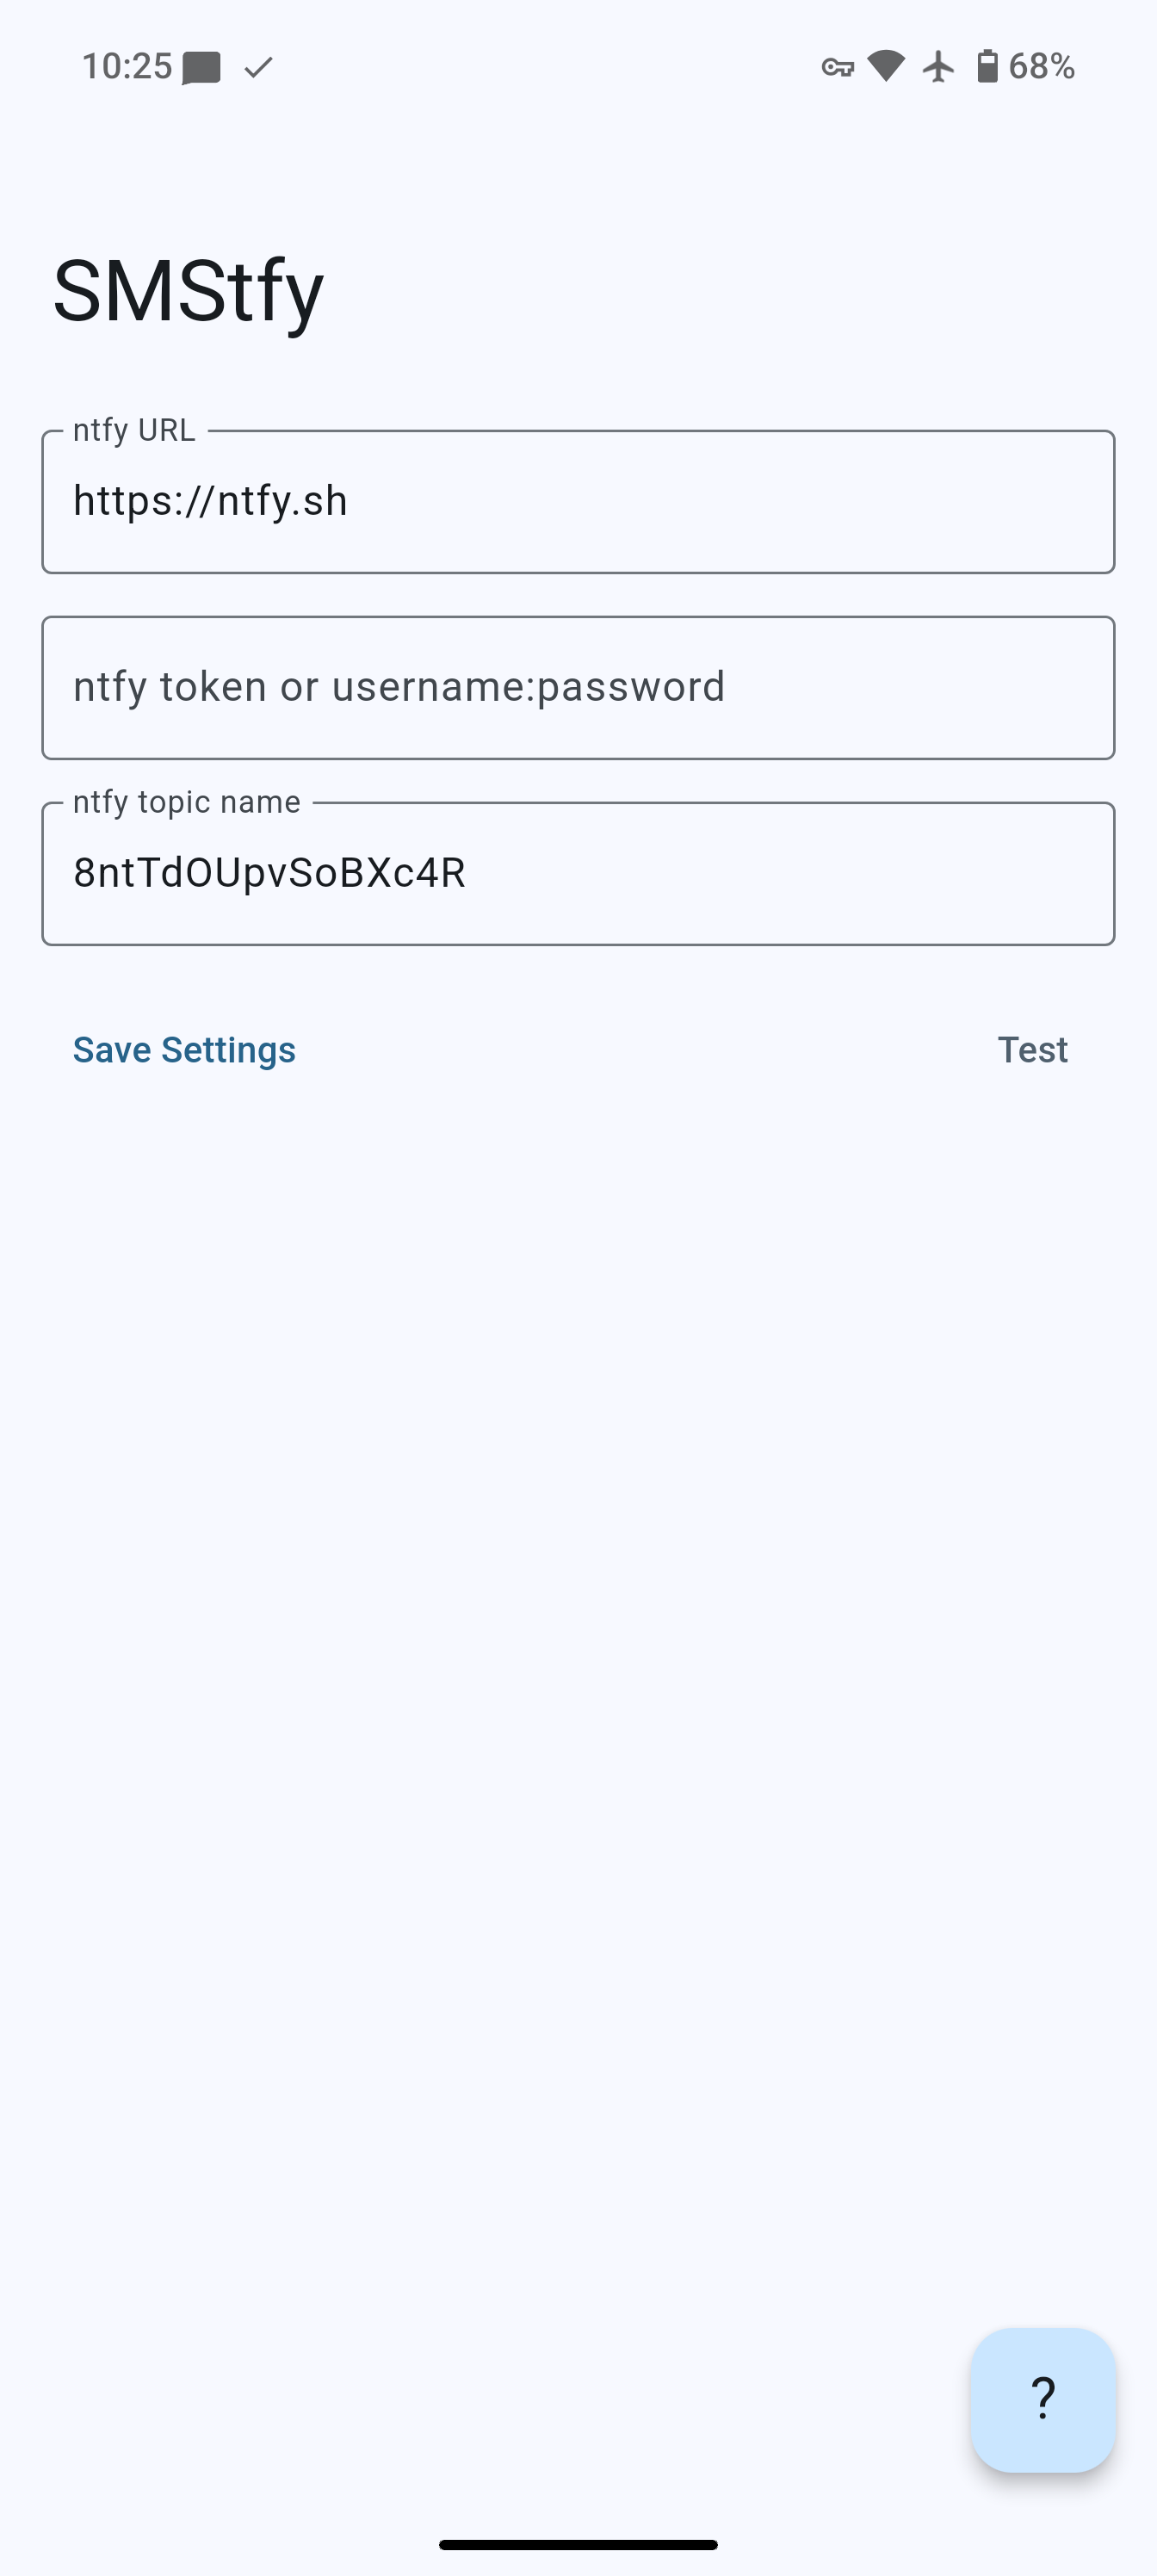 10:25
68%
SMStfy
ntfy URL
https://ntfy.sh
ntfy token or username:password
ntfy topic name
8ntTdOUpvSoBXc4R
Save Settings
Test
?